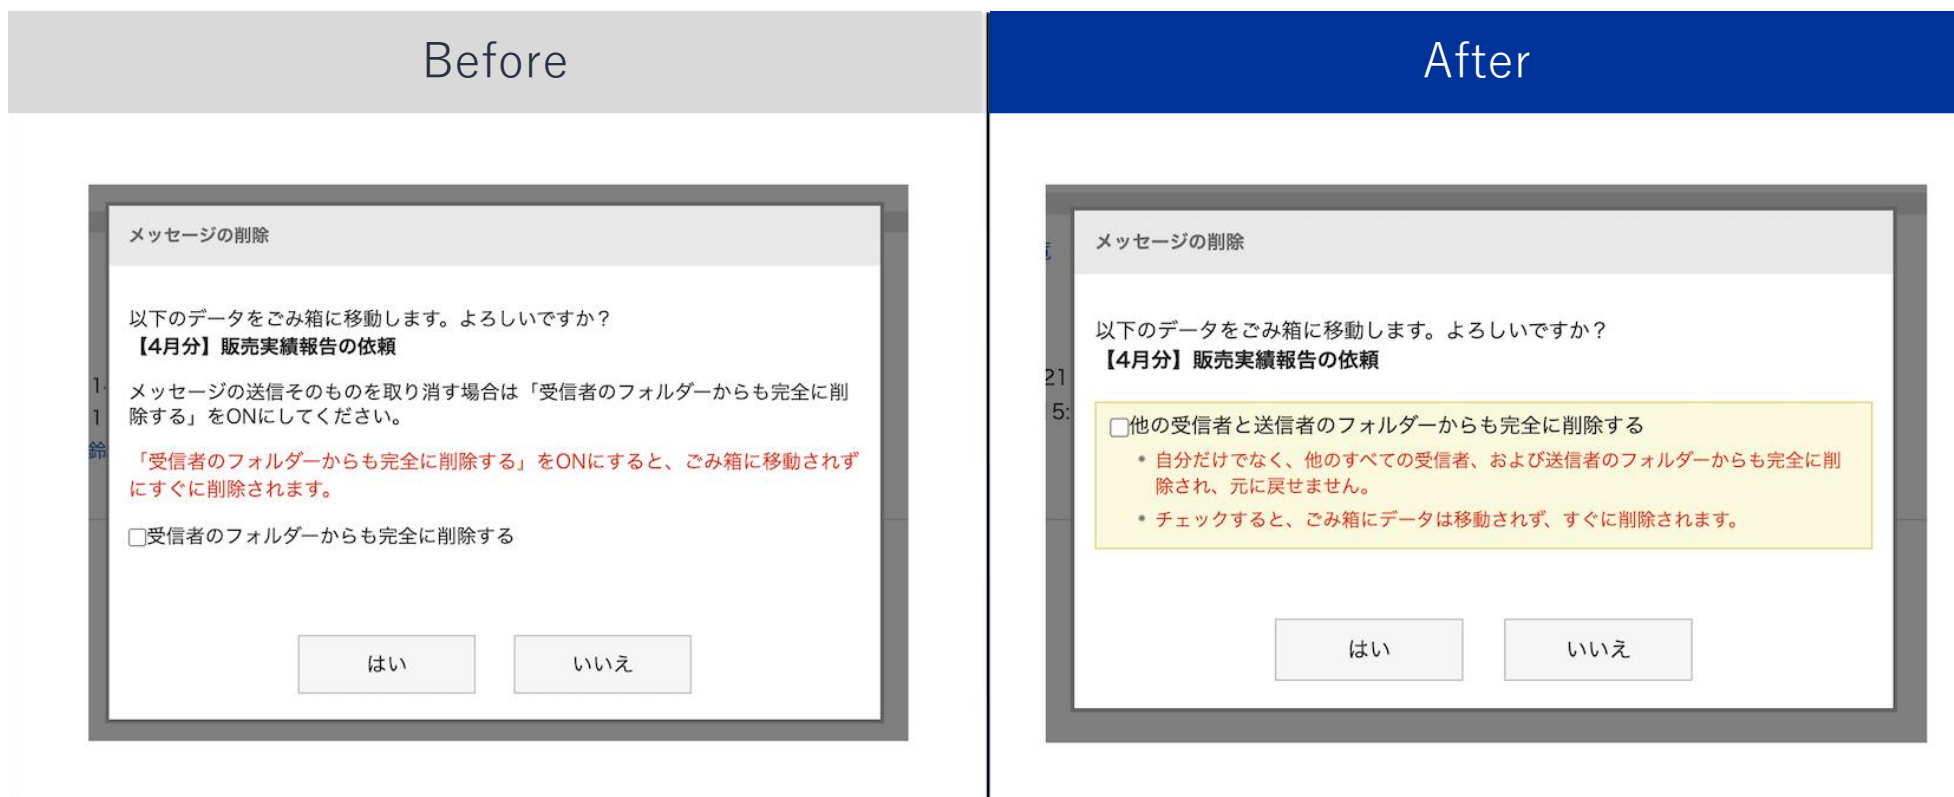 Before
メッセージの削除
以下のデータをごみ箱に移動します。よろしいですか？
【4月分】販売実績報告の依頼
メッセージの送信そのものを取り消す場合は「受信者のフォルダーからも完全に削
除する」をONにしてください。
「受信者のフォルダーからも完全に削除する」をONにすると、ごみ箱に移動されず
にすぐに削除されます。
受信者のフォルダーからも完全に削除する
はい
いいえ
1
鈴
After
メッセージの削除
以下のデータをごみ箱に移動します。よろしいですか？
【4月分】販売実績報告の依頼
他の受信者と送信者のフォルダーからも完全に削除する
• 自分だけでなく、他のすべての受信者、および送信者のフォルダーからも完全に削
除され、元に戻せません。
• チェックすると、ごみ箱にデータは移動されず、すぐに削除されます。
はい
いいえ
21
5: